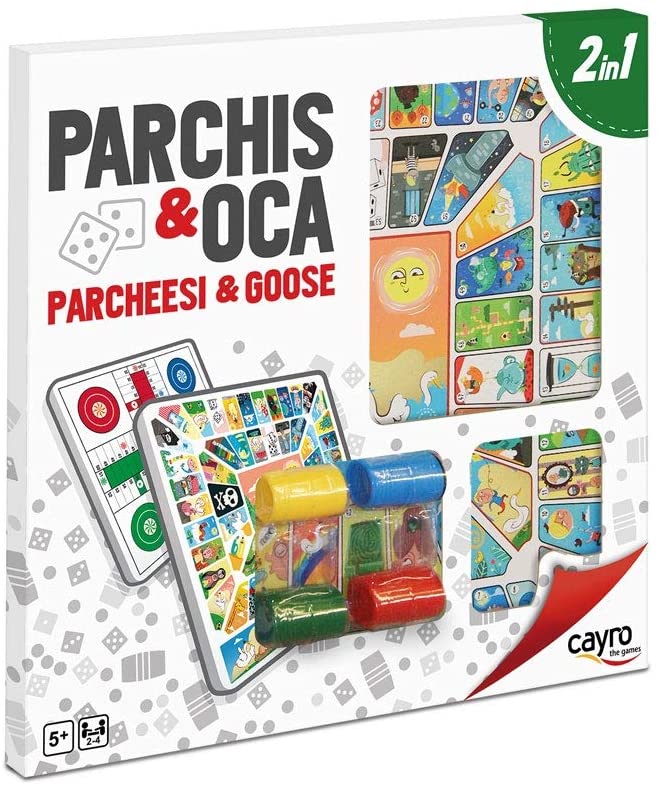 2in1
PARCHIS
& OCA
PARCHEESI & GOOSE
cayro
the games
5+
2-4